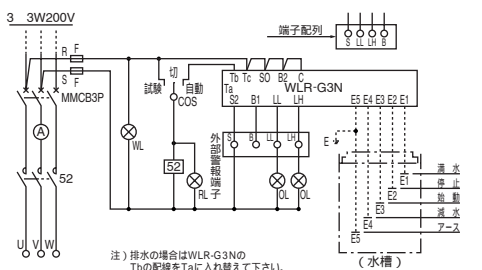 3 3W200V
端子配列
S LL LH B
R F
S F
MMCB3P
切
試験 自動
COS
Tb Tc SO B2 C
Ta
WLR-G3N
S2 B1 LL LH
E5 E4 E3 E2 E1
A
WL
外部警報端子
S B LL LH
E
52
52
RL
OL OL
E1 満水
E2 停止
E3 始動
E4 減水
E5 アース
U V W
(水槽)
注)排水の場合はWLR-G3Nの
Tbの配線をTaに入れ替えて下さい。